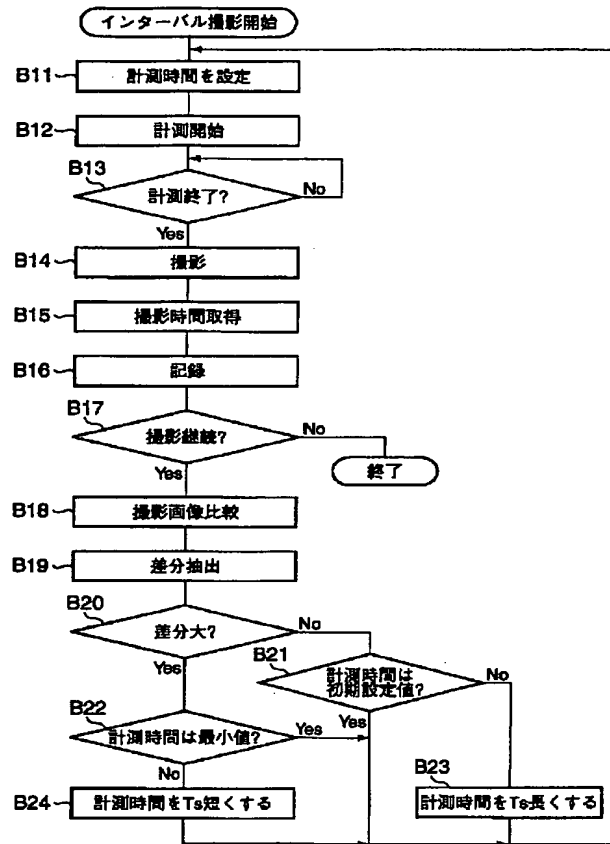 インターバル撮影開始
B11
計測時間を設定
B12
計測開始
B13
計測終了?
No
Yes
B14
撮影
B15
撮影時間取得
B16
記録
B17
撮影継続?
No
Yes
終了
B18
撮影画像比較
B19
差分抽出
B20
差分大?
No
Yes
B21
計測時間は
初期設定値?
No
Yes
B22
計測時間は最小値?
Yes
No
B23
計測時間をTs長くする
B24
計測時間をTs短くする